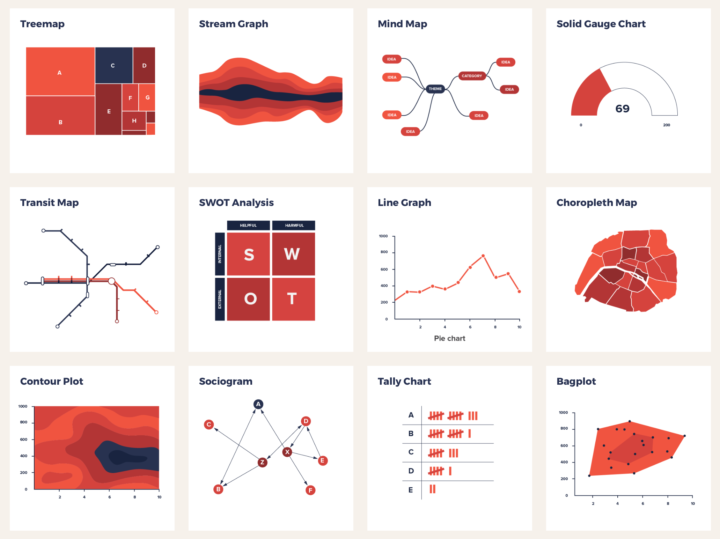 Treemap
A
B
C
D
E
F
G
H
Stream Graph
Mind Map
IDEA
IDEA
IDEA
IDEA
THEME
CATEGORY
IDEA
IDEA
IDEA
Solid Gauge Chart
69
0
200
Transit Map
SWOT Analysis
HELPFUL HARMFUL
INTERNAL
S W
EXTERNAL
O T
Line Graph
1000
800
600
400
200
0
2 4 6 8 10
Pie chart
Choropleth Map
Contour Plot
1000
800
600
400
200
0
2 4 6 8 10
Sociogram
A
C
D
X
Z
E
B
F
Tally Chart
A
B
C
D
E
Bagplot
1000
800
600
400
200
0
2 4 6 8 10